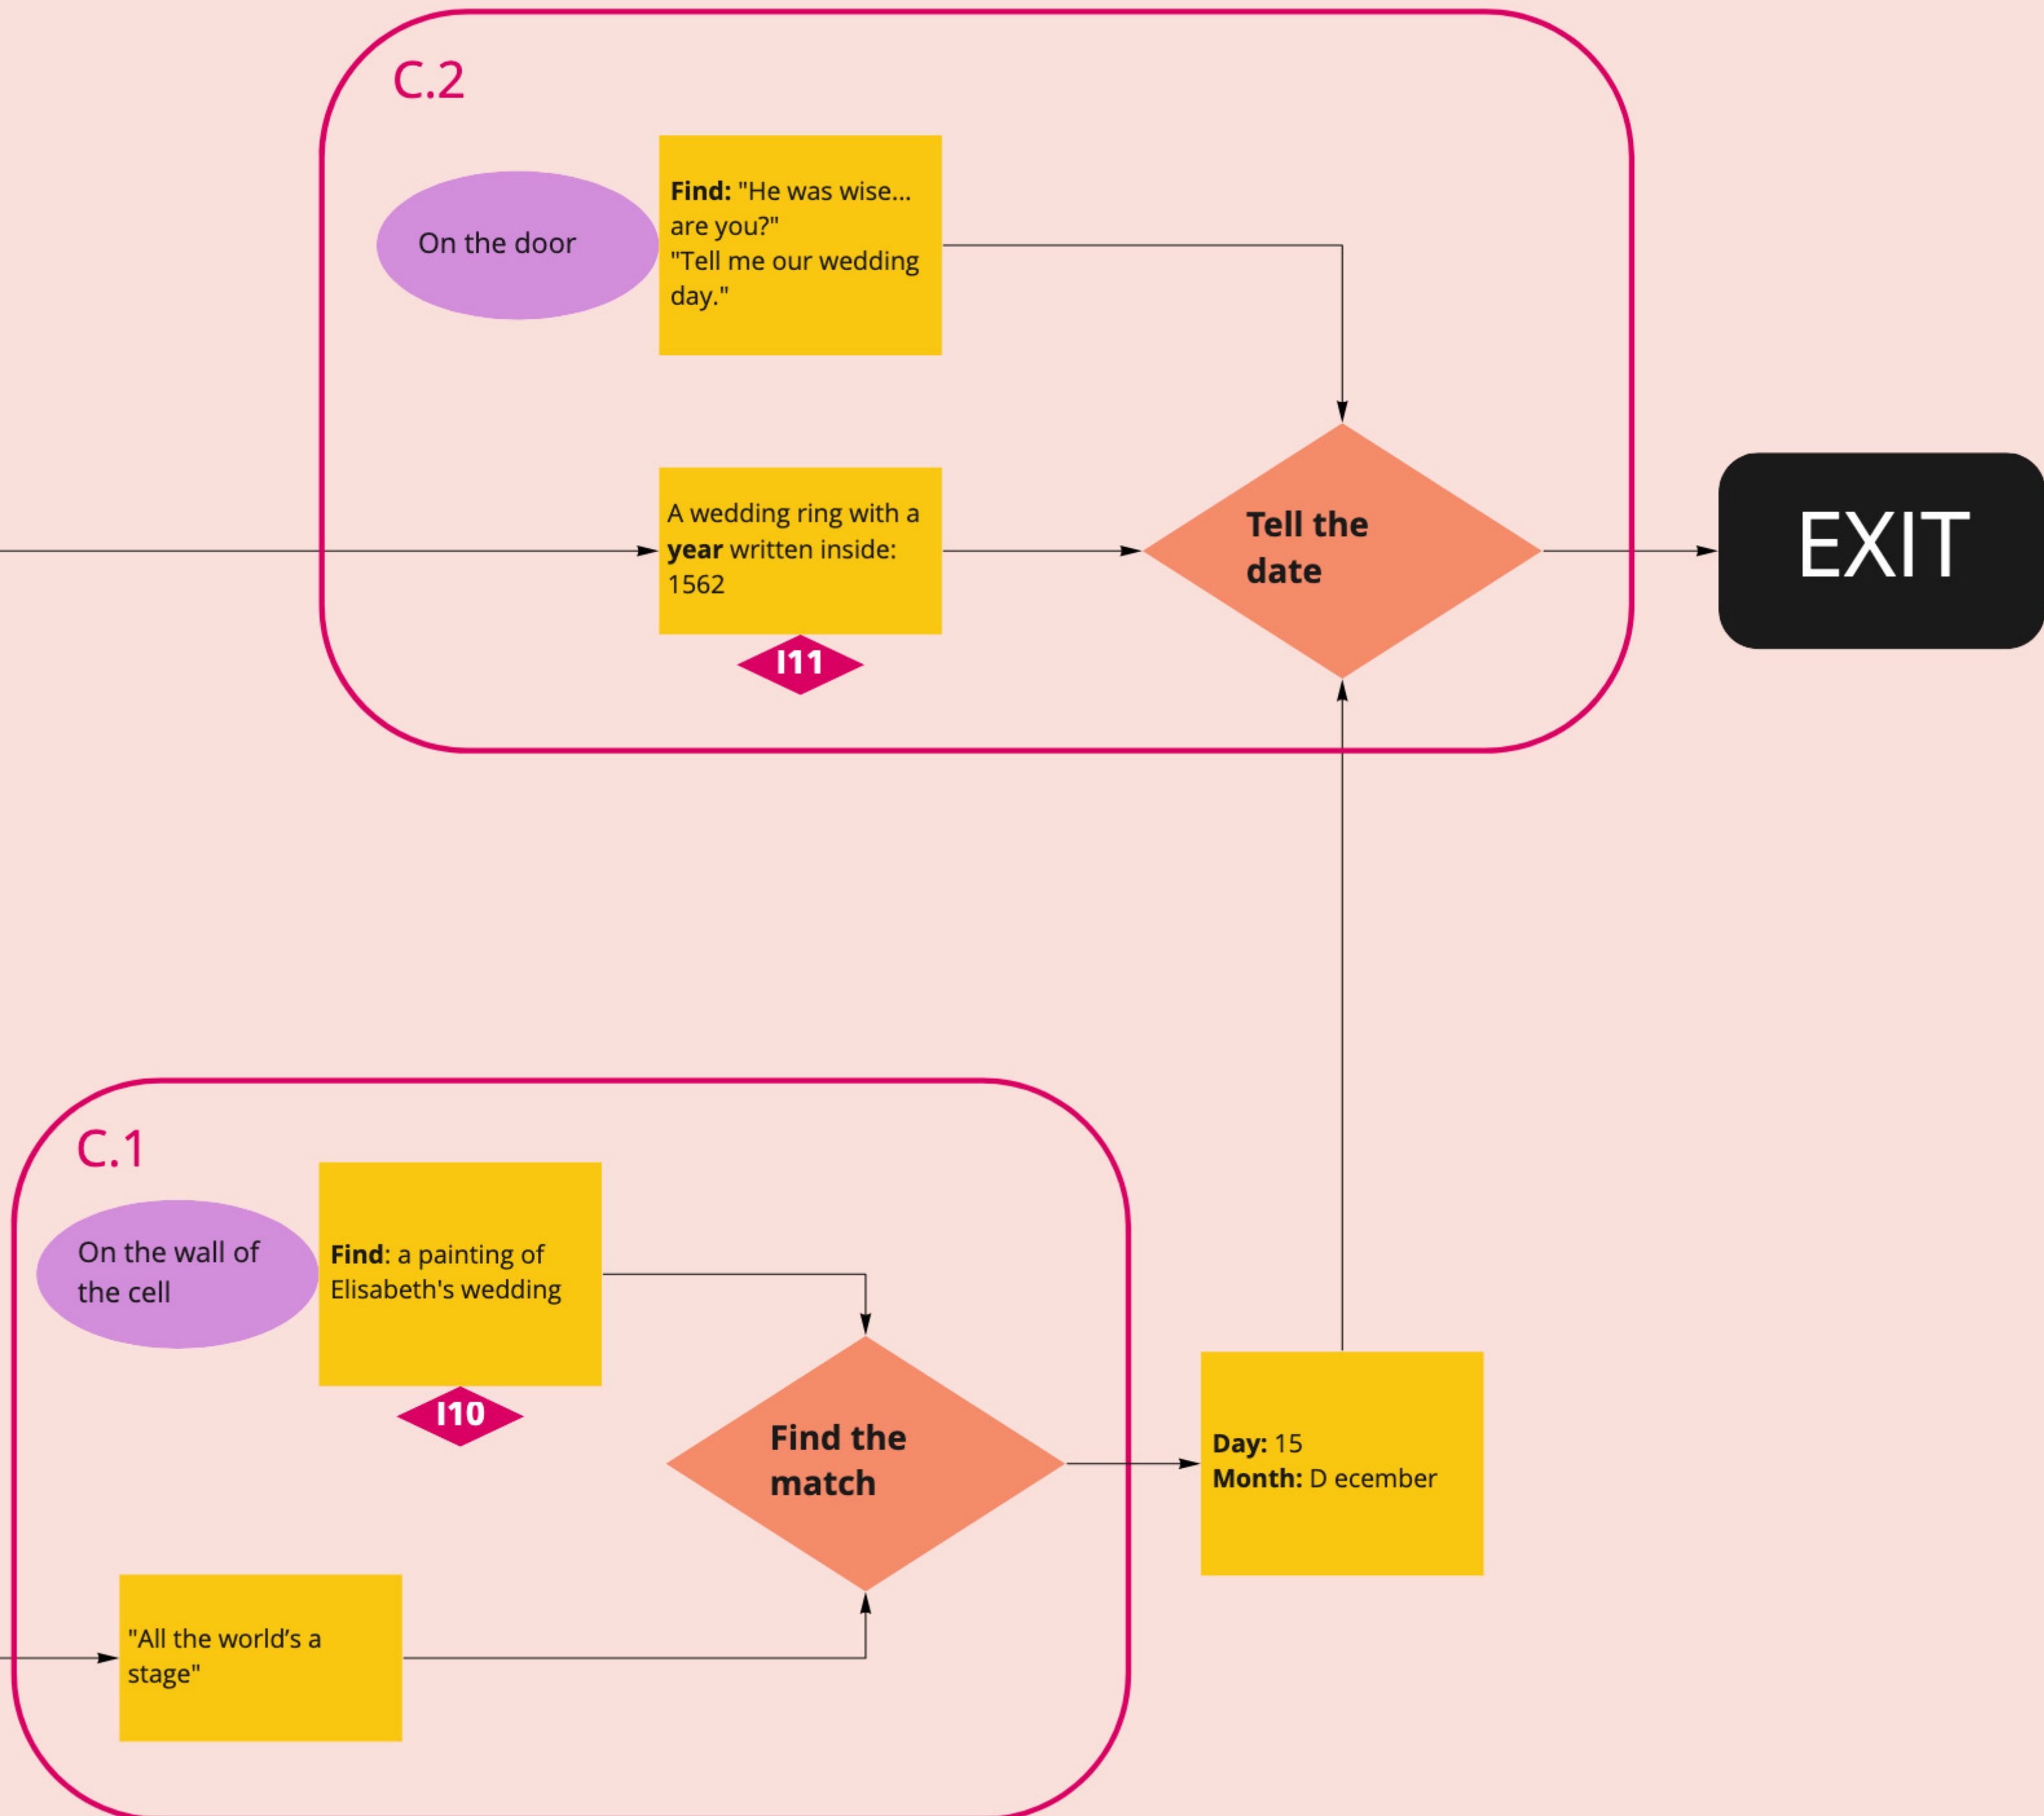 C.2
On the door
Find: "He was wise...
are you?"
"Tell me our wedding
day."
A wedding ring with a
year written inside:
1562
I11
Tell the
date
EXIT
C.1
On the wall of
the cell
Find: a painting of
Elisabeth's wedding
I10
Find the
match
Day: 15
Month: D ecember
"All the world’s a
stage"